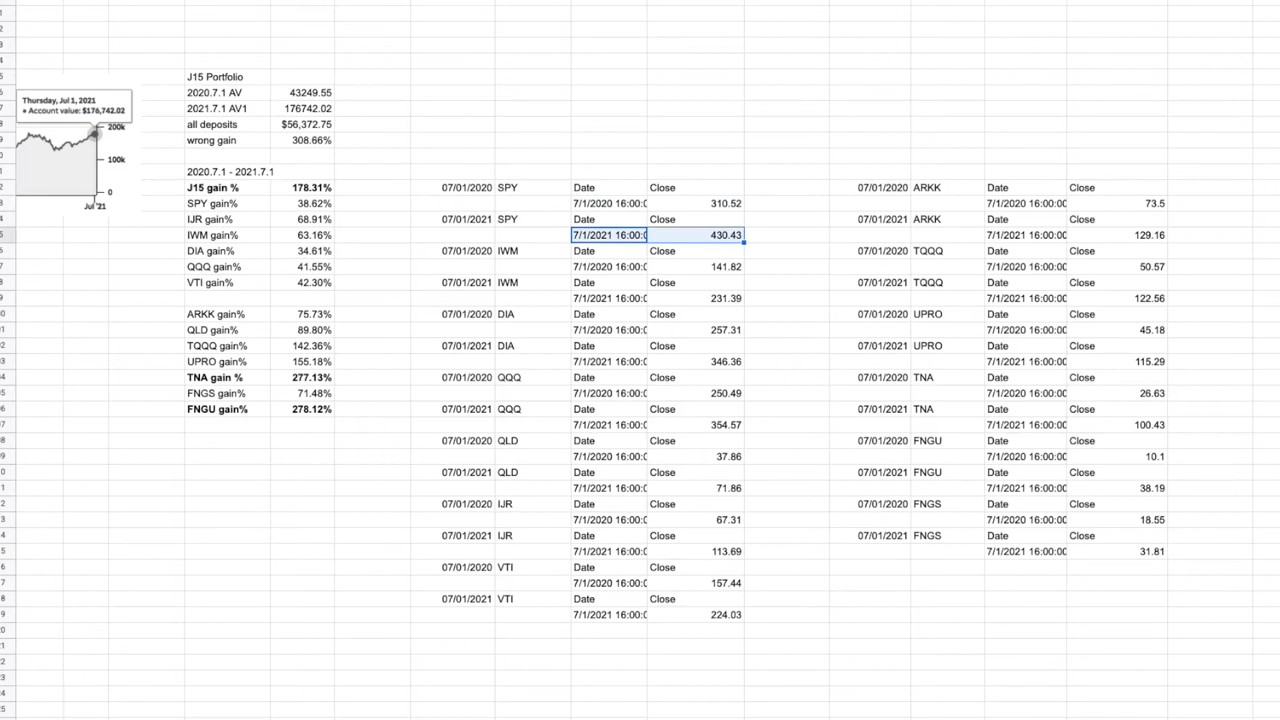 J15 Portfolio
2020.7.1 AV 43249.55
Thursday, Jul 1, 2021
• Account value: $176,742.02
2021.7.1 AV1 176742.02
all deposits $56,372.75
200k
wrong gain 308.66%
100k
2020.7.1 - 2021.7.1
J15 gain % 178.31% 07/01/2020 SPY Date Close 07/01/2020 ARKK Date Close
0
SPY gain% 38.62% 7/1/2020 16:00:0 310.52 7/1/2020 16:00:00 73.5
Jul '21
IJR gain% 68.91% 07/01/2021 SPY Date Close 07/01/2021 ARKK Date Close
IWM gain% 63.16% 7/1/2021 16:00:0 430.43 7/1/2021 16:00:00 129.16
DIA gain% 34.61% 07/01/2020 IWM Date Close 07/01/2020 TQQQ Date Close
QQQ gain% 41.55% 7/1/2020 16:00:0 141.82 7/1/2020 16:00:00 50.57
VTI gain% 42.30% 07/01/2021 IWM Date Close 07/01/2021 TQQQ Date Close
7/1/2021 16:00:0 231.39 7/1/2021 16:00:00 122.56
ARKK gain% 75.73% 07/01/2020 DIA Date Close 07/01/2020 UPRO Date Close
QLD gain% 89.80% 7/1/2020 16:00:0 257.31 7/1/2020 16:00:00 45.18
TQQQ gain% 142.36% 07/01/2021 DIA Date Close 07/01/2021 UPRO Date Close
UPRO gain% 155.18% 7/1/2021 16:00:0 346.36 7/1/2021 16:00:00 115.29
TNA gain % 277.13% 07/01/2020 QQQ Date Close 07/01/2020 TNA Date Close
FNGS gain% 71.48% 7/1/2020 16:00:0 250.49 7/1/2020 16:00:00 26.63
FNGU gain% 278.12% 07/01/2021 QQQ Date Close 07/01/2021 TNA Date Close
7/1/2021 16:00:0 354.57 7/1/2021 16:00:00 100.43
07/01/2020 QLD Date Close 07/01/2020 FNGU Date Close
7/1/2020 16:00:0 37.86 7/1/2020 16:00:00 10.1
07/01/2021 QLD Date Close 07/01/2021 FNGU Date Close
7/1/2021 16:00:0 71.86 7/1/2021 16:00:00 38.19
07/01/2020 IJR Date Close 07/01/2020 FNGS Date Close
7/1/2020 16:00:0 67.31 7/1/2020 16:00:00 18.55
07/01/2021 IJR Date Close 07/01/2021 FNGS Date Close
7/1/2021 16:00:0 113.69 7/1/2021 16:00:00 31.81
07/01/2020 VTI Date Close
7/1/2020 16:00:0 157.44
07/01/2021 VTI Date Close
7/1/2021 16:00:0 224.03